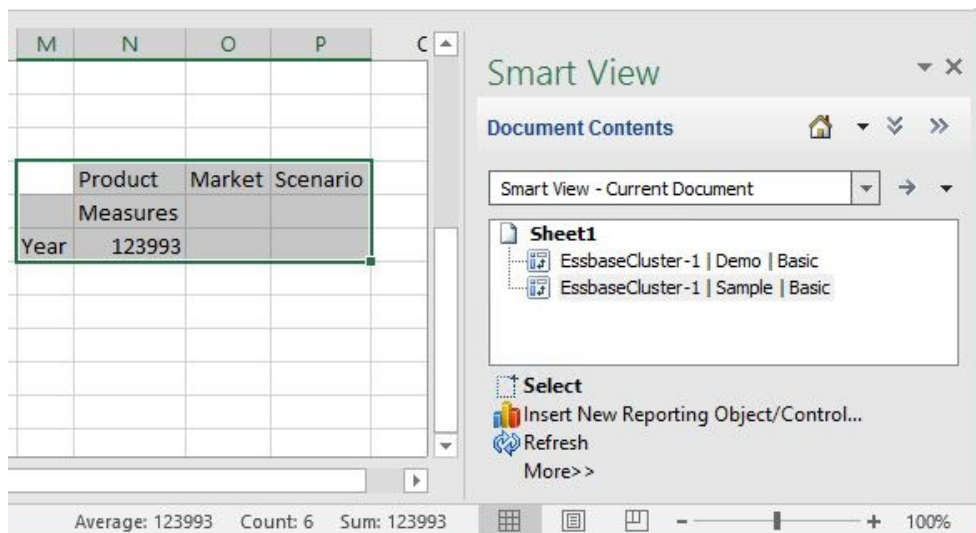 M N O P C
Smart View
Document Contents
Product Market Scenario
Measures
Year 123993
Smart View - Current Document
Sheet1
EssbaseCluster-1 | Demo | Basic
EssbaseCluster-1 | Sample | Basic
Select
Insert New Reporting Object/Control...
Refresh
More>>
Average: 123993 Count: 6 Sum: 123993 100%